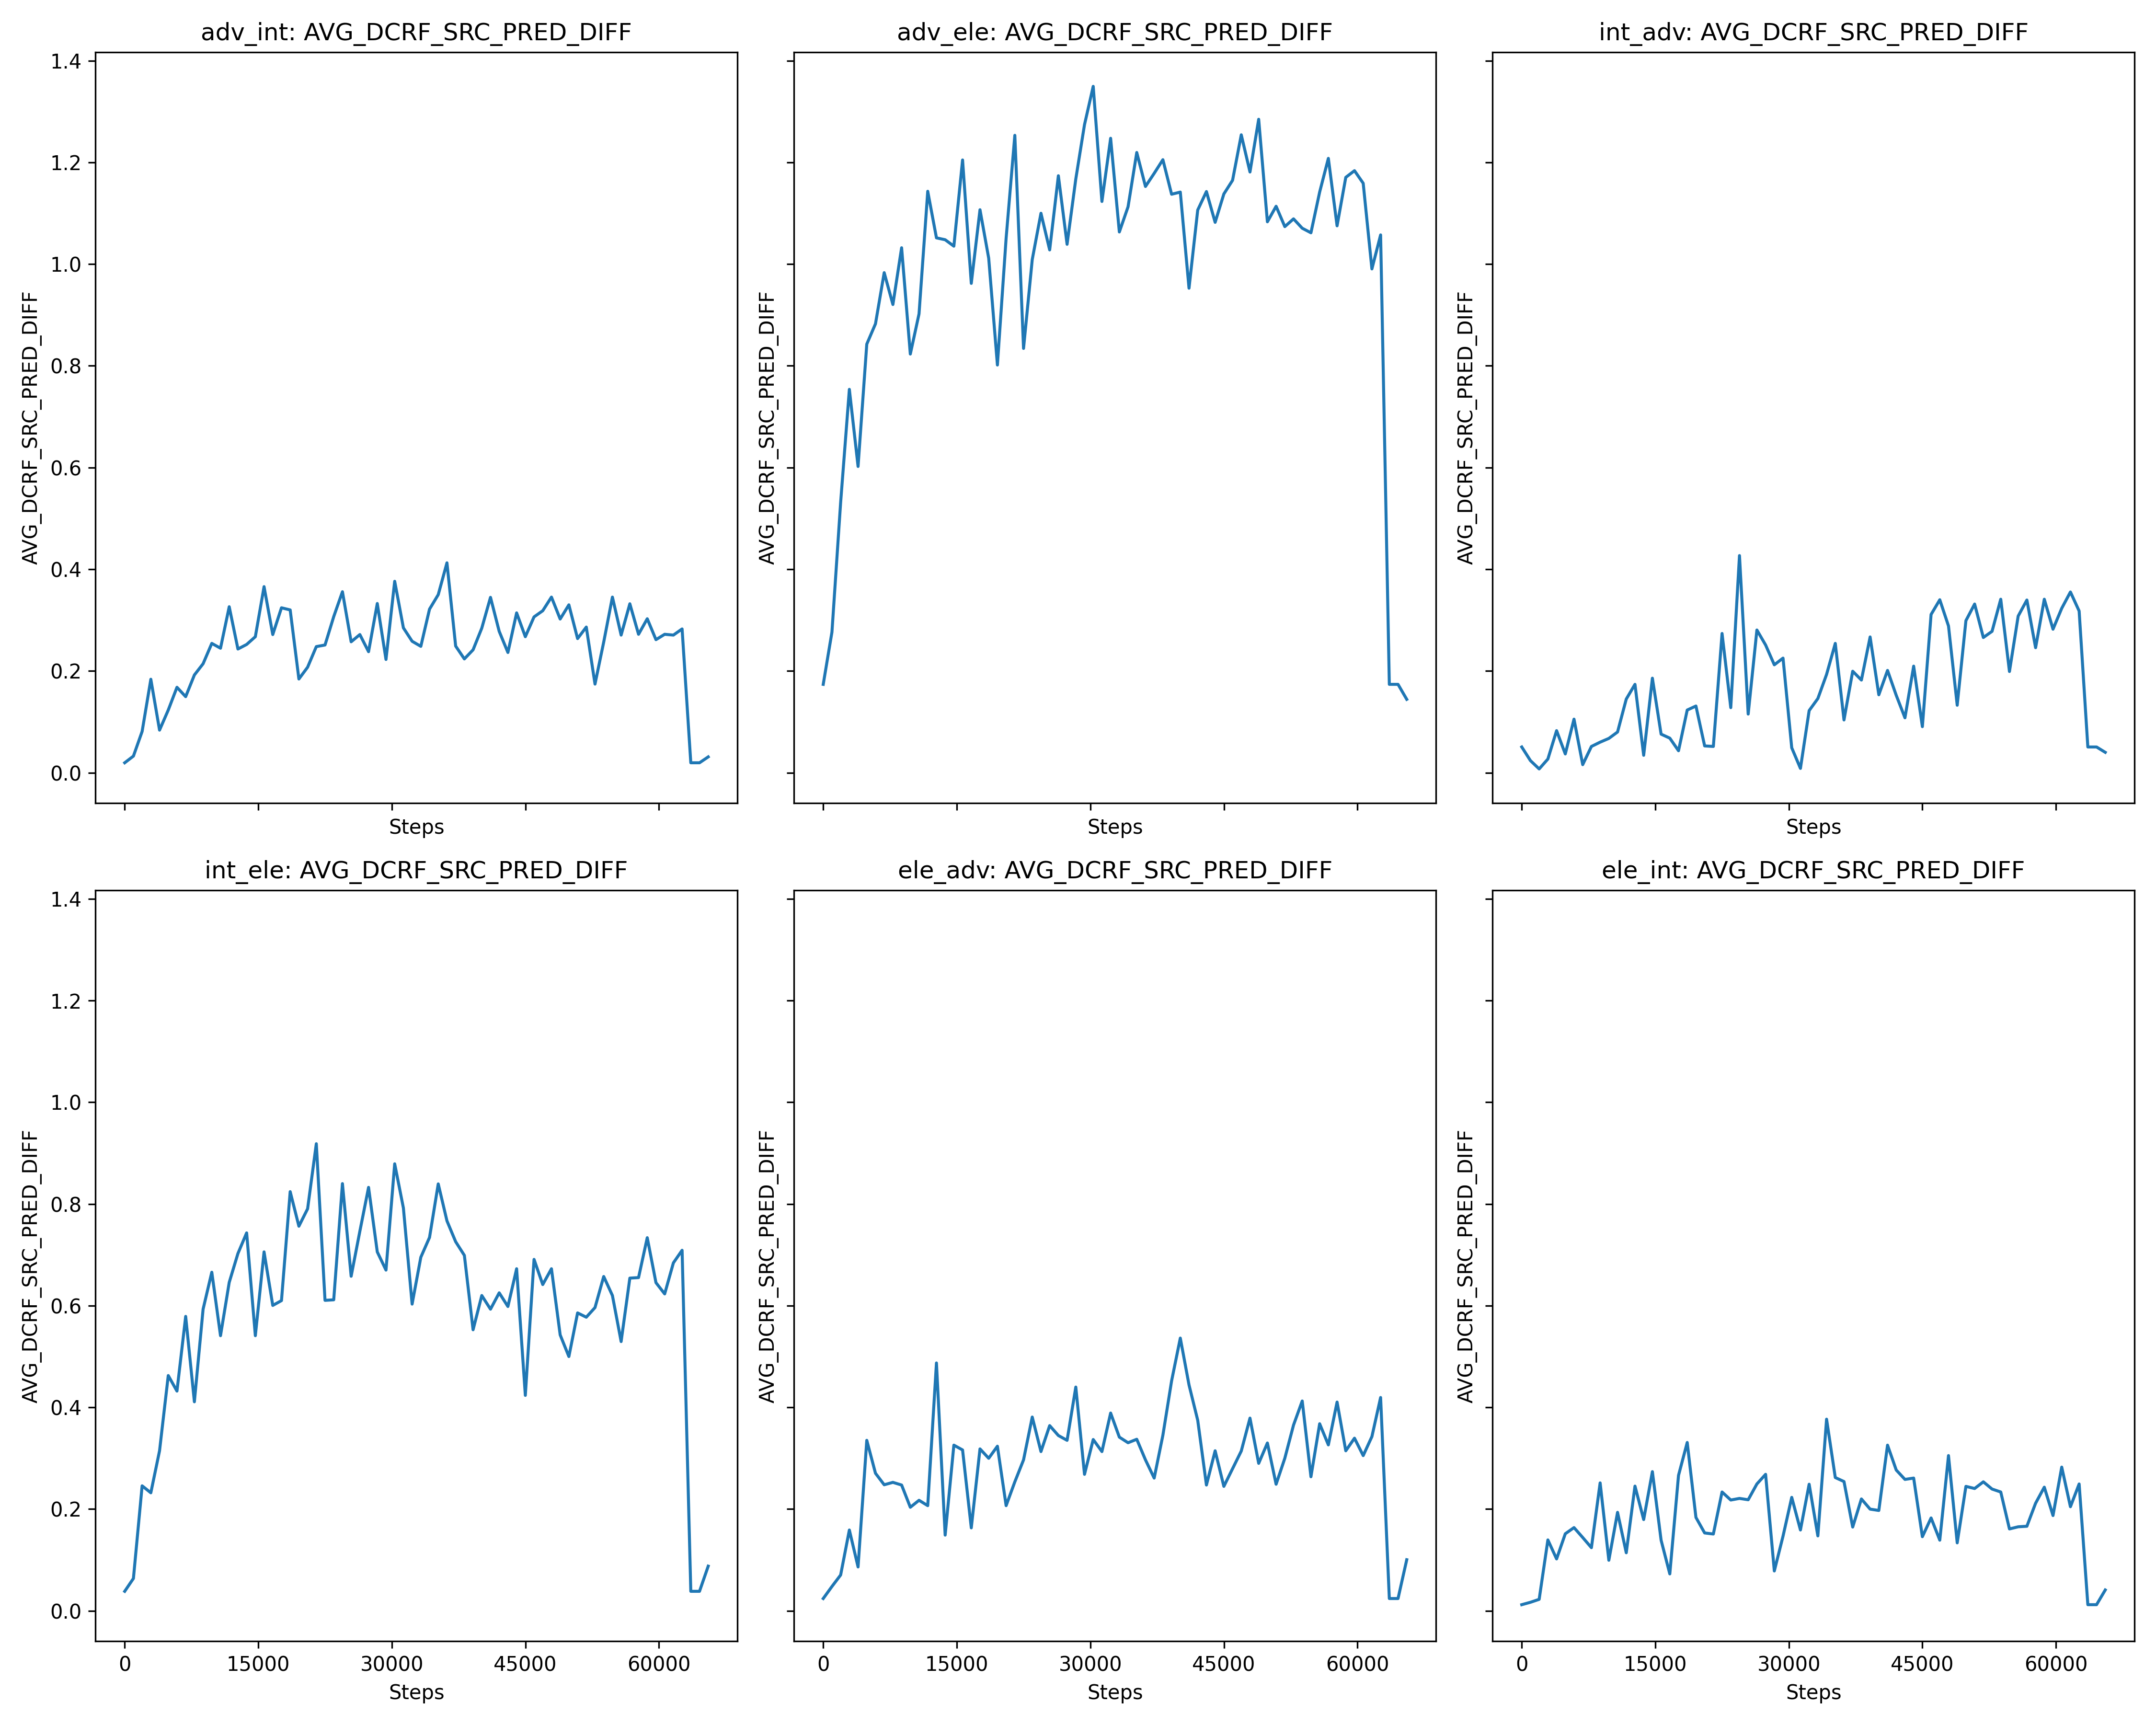 adv_int: AVG_DCRF_SRC_PRED_DIFF
adv_ele: AVG_DCRF_SRC_PRED_DIFF
int_adv: AVG_DCRF_SRC_PRED_DIFF
AVG_DCRF_SRC_PRED_DIFF
1.4
1.2
1.0
0.8
0.6
0.4
0.2
0.0
Steps
AVG_DCRF_SRC_PRED_DIFF
Steps
AVG_DCRF_SRC_PRED_DIFF
Steps
int_ele: AVG_DCRF_SRC_PRED_DIFF
ele_adv: AVG_DCRF_SRC_PRED_DIFF
ele_int: AVG_DCRF_SRC_PRED_DIFF
AVG_DCRF_SRC_PRED_DIFF
1.4
1.2
1.0
0.8
0.6
0.4
0.2
0.0
0 15000 30000 45000 60000
Steps
AVG_DCRF_SRC_PRED_DIFF
0 15000 30000 45000 60000
Steps
AVG_DCRF_SRC_PRED_DIFF
0 15000 30000 45000 60000
Steps